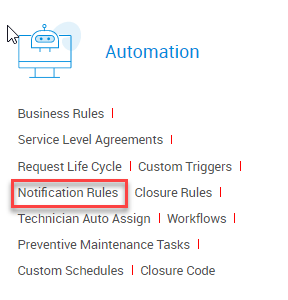 Automation
Business Rules |
Service Level Agreements |
Request Life Cycle | Custom Triggers |
Notification Rules | Closure Rules |
Technician Auto Assign | Workflows |
Preventive Maintenance Tasks |
Custom Schedules | Closure Code